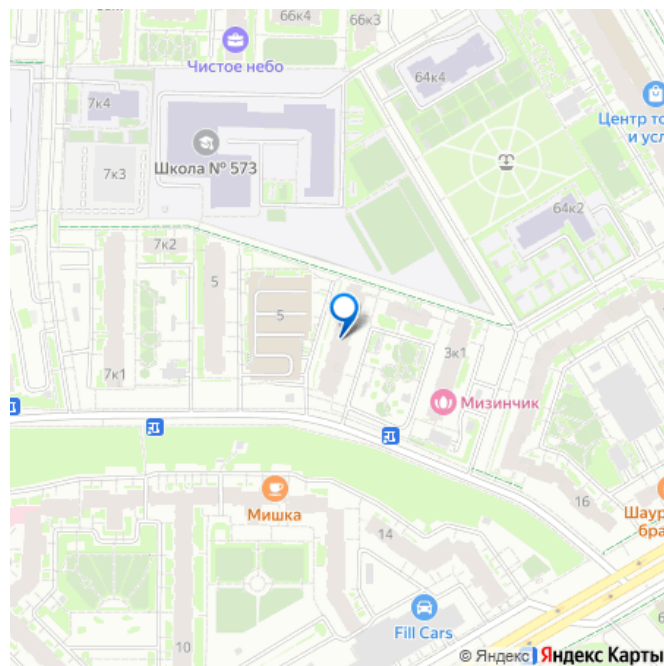 66к4
66к3
Чистое небо
64к4
7к4
Центр то
и усл
Школа № 573
7к3
64к2
7к2
5
5
3к1
7к1
Мизинчик
Мишка
16
Шаур
бра
14
Fill Cars
10
© Яндекс Яндекс Карты